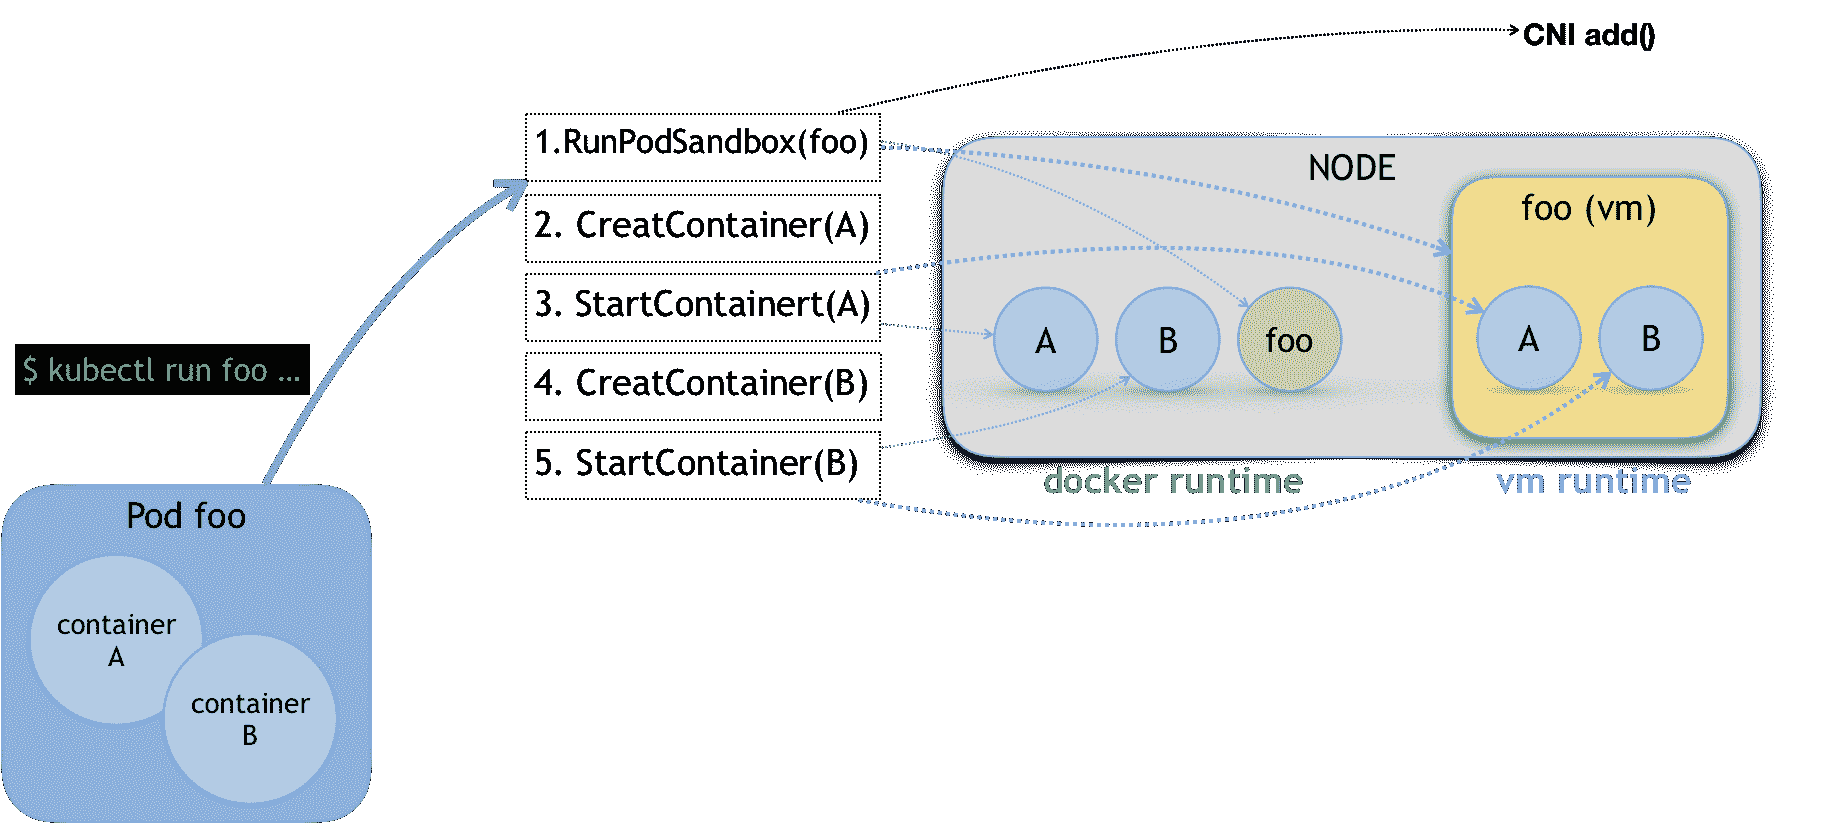 CNI add()
1.RunPodSandbox(foo)
2. CreatContainer(A)
3. StartContainert(A)
4. CreatContainer(B)
5. StartContainer(B)
NODE
foo (vm)
A
B
foo
A
B
docker runtime
vm runtime
$ kubectl run foo ...
Pod foo
container
A
container
B